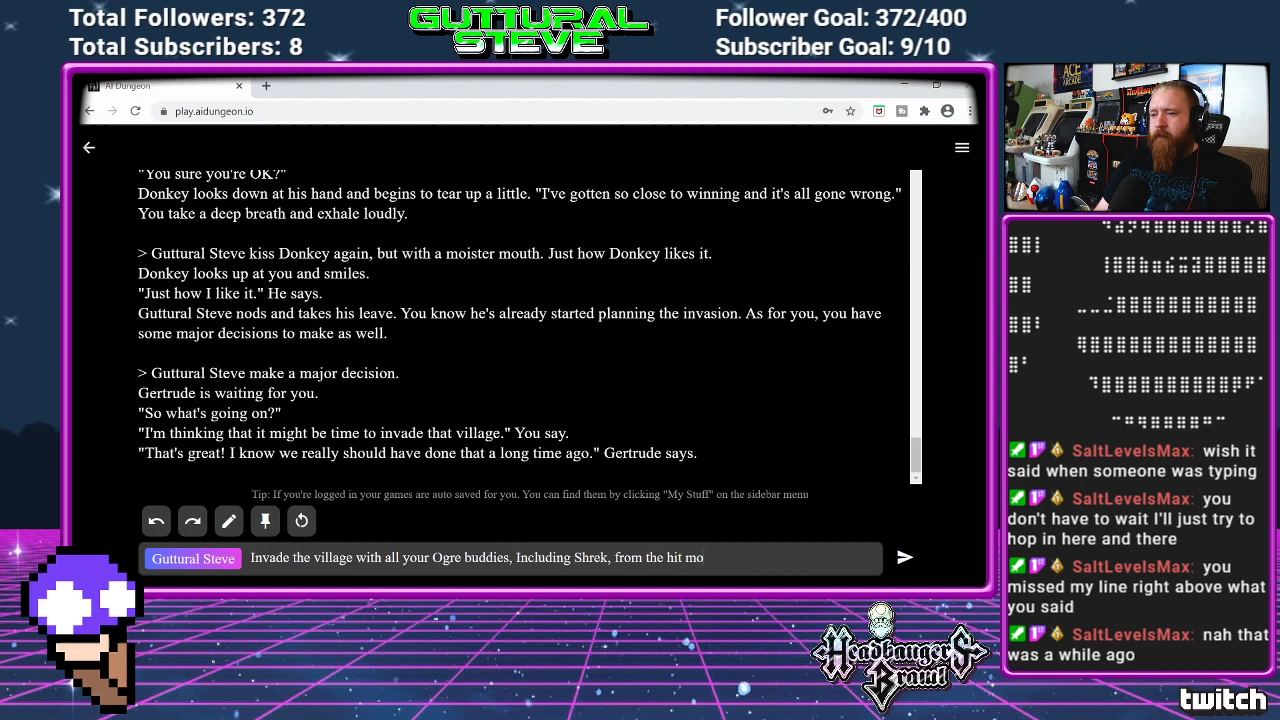 Total Followers: 372
Total Subscribers: 8
GUTTURAL
STEVE
Follower Goal: 372/400
Subscriber Goal: 9/10
AI Dungeon
play.aidungeon.io
"You sure you're OK?"
Donkey looks down at his hand and begins to tear up a little. "I've gotten so close to winning and it's all gone wrong."
You take a deep breath and exhale loudly.
> Guttural Steve kiss Donkey again, but with a moister mouth. Just how Donkey likes it.
Donkey looks up at you and smiles.
"Just how I like it." He says.
Guttural Steve nods and takes his leave. You know he's already started planning the invasion. As for you, you have
some major decisions to make as well.
> Guttural Steve make a major decision.
Gertrude is waiting for you.
"So what's going on?"
"I'm thinking that it might be time to invade that village." You say.
"That's great! I know we really should have done that a long time ago." Gertrude says.
Tip: If you're logged in your games are auto saved for you. You can find them by clicking "My Stuff" on the sidebar menu
Guttural Steve Invade the village with all your Ogre buddies, Including Shrek, from the hit mo
ACE
ARCADE
SaltLevelsMax: wish it
said when someone was typing
SaltLevelsMax: you
don't have to wait I'll just try to
hop in here and there
SaltLevelsMax: you
missed my line right above what
you said
SaltLevelsMax: nah that
was a while ago
Headbangers
Brawl
twitch